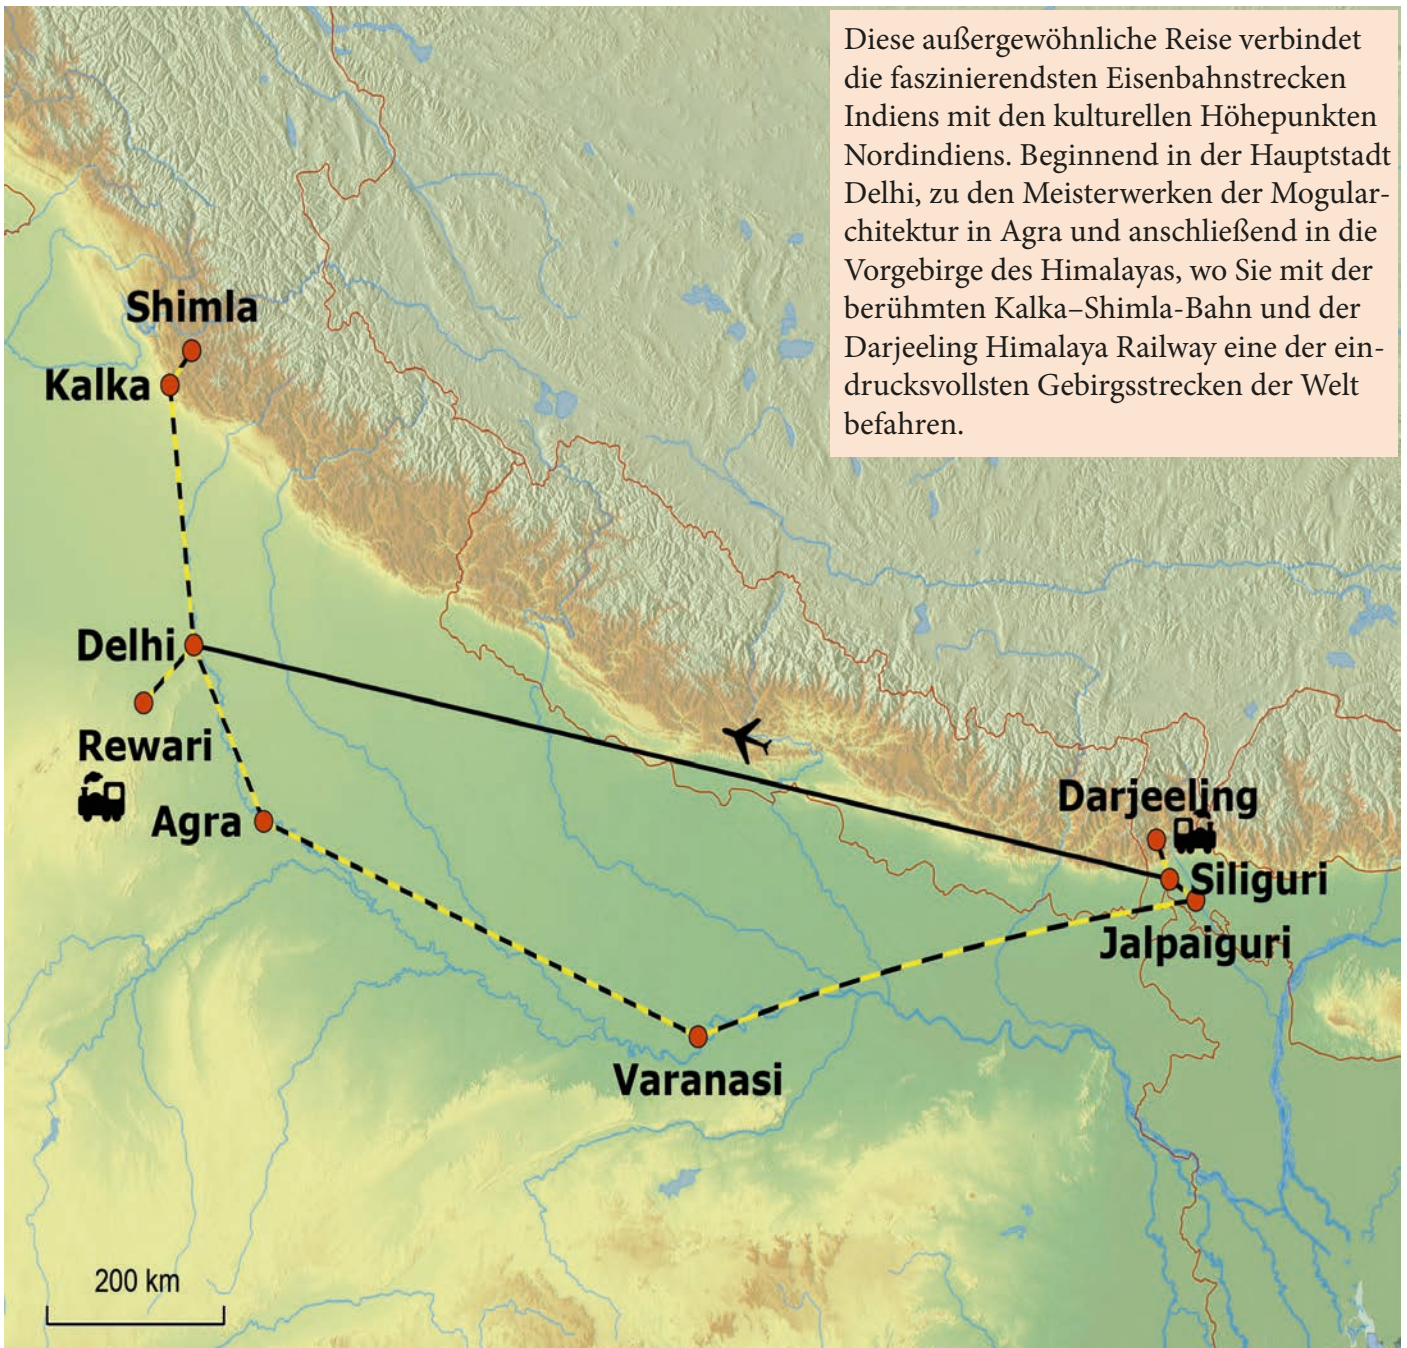 Diese außergewöhnliche Reise verbindet
die faszinierendsten Eisenbahnstrecken
Indiens mit den kulturellen Höhepunkten
Nordindiens. Beginnend in der Hauptstadt
Delhi, zu den Meisterwerken der Mogular-
chitektur in Agra und anschließend in die
Vorgebirge des Himalayas, wo Sie mit der
berühmten Kalka–Shimla-Bahn und der
Darjeeling Himalaya Railway eine der ein-
drucksvollsten Gebirgsstrecken der Welt
befahren.
Shimla
Kalka
Delhi
Rewari
Agra
Darjeeling
Siliguri
Jalpaiguri
Varanasi
200 km